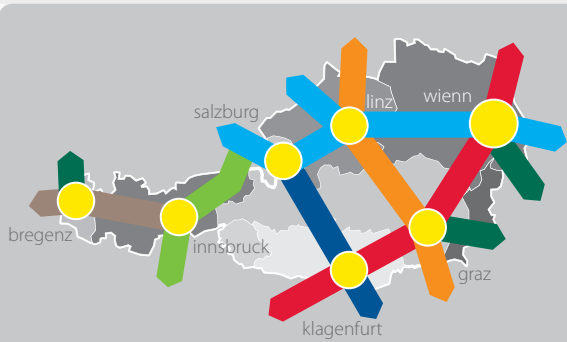 linz
wienn
salzburg
bregenz
innsbruck
graz
klagenfurt